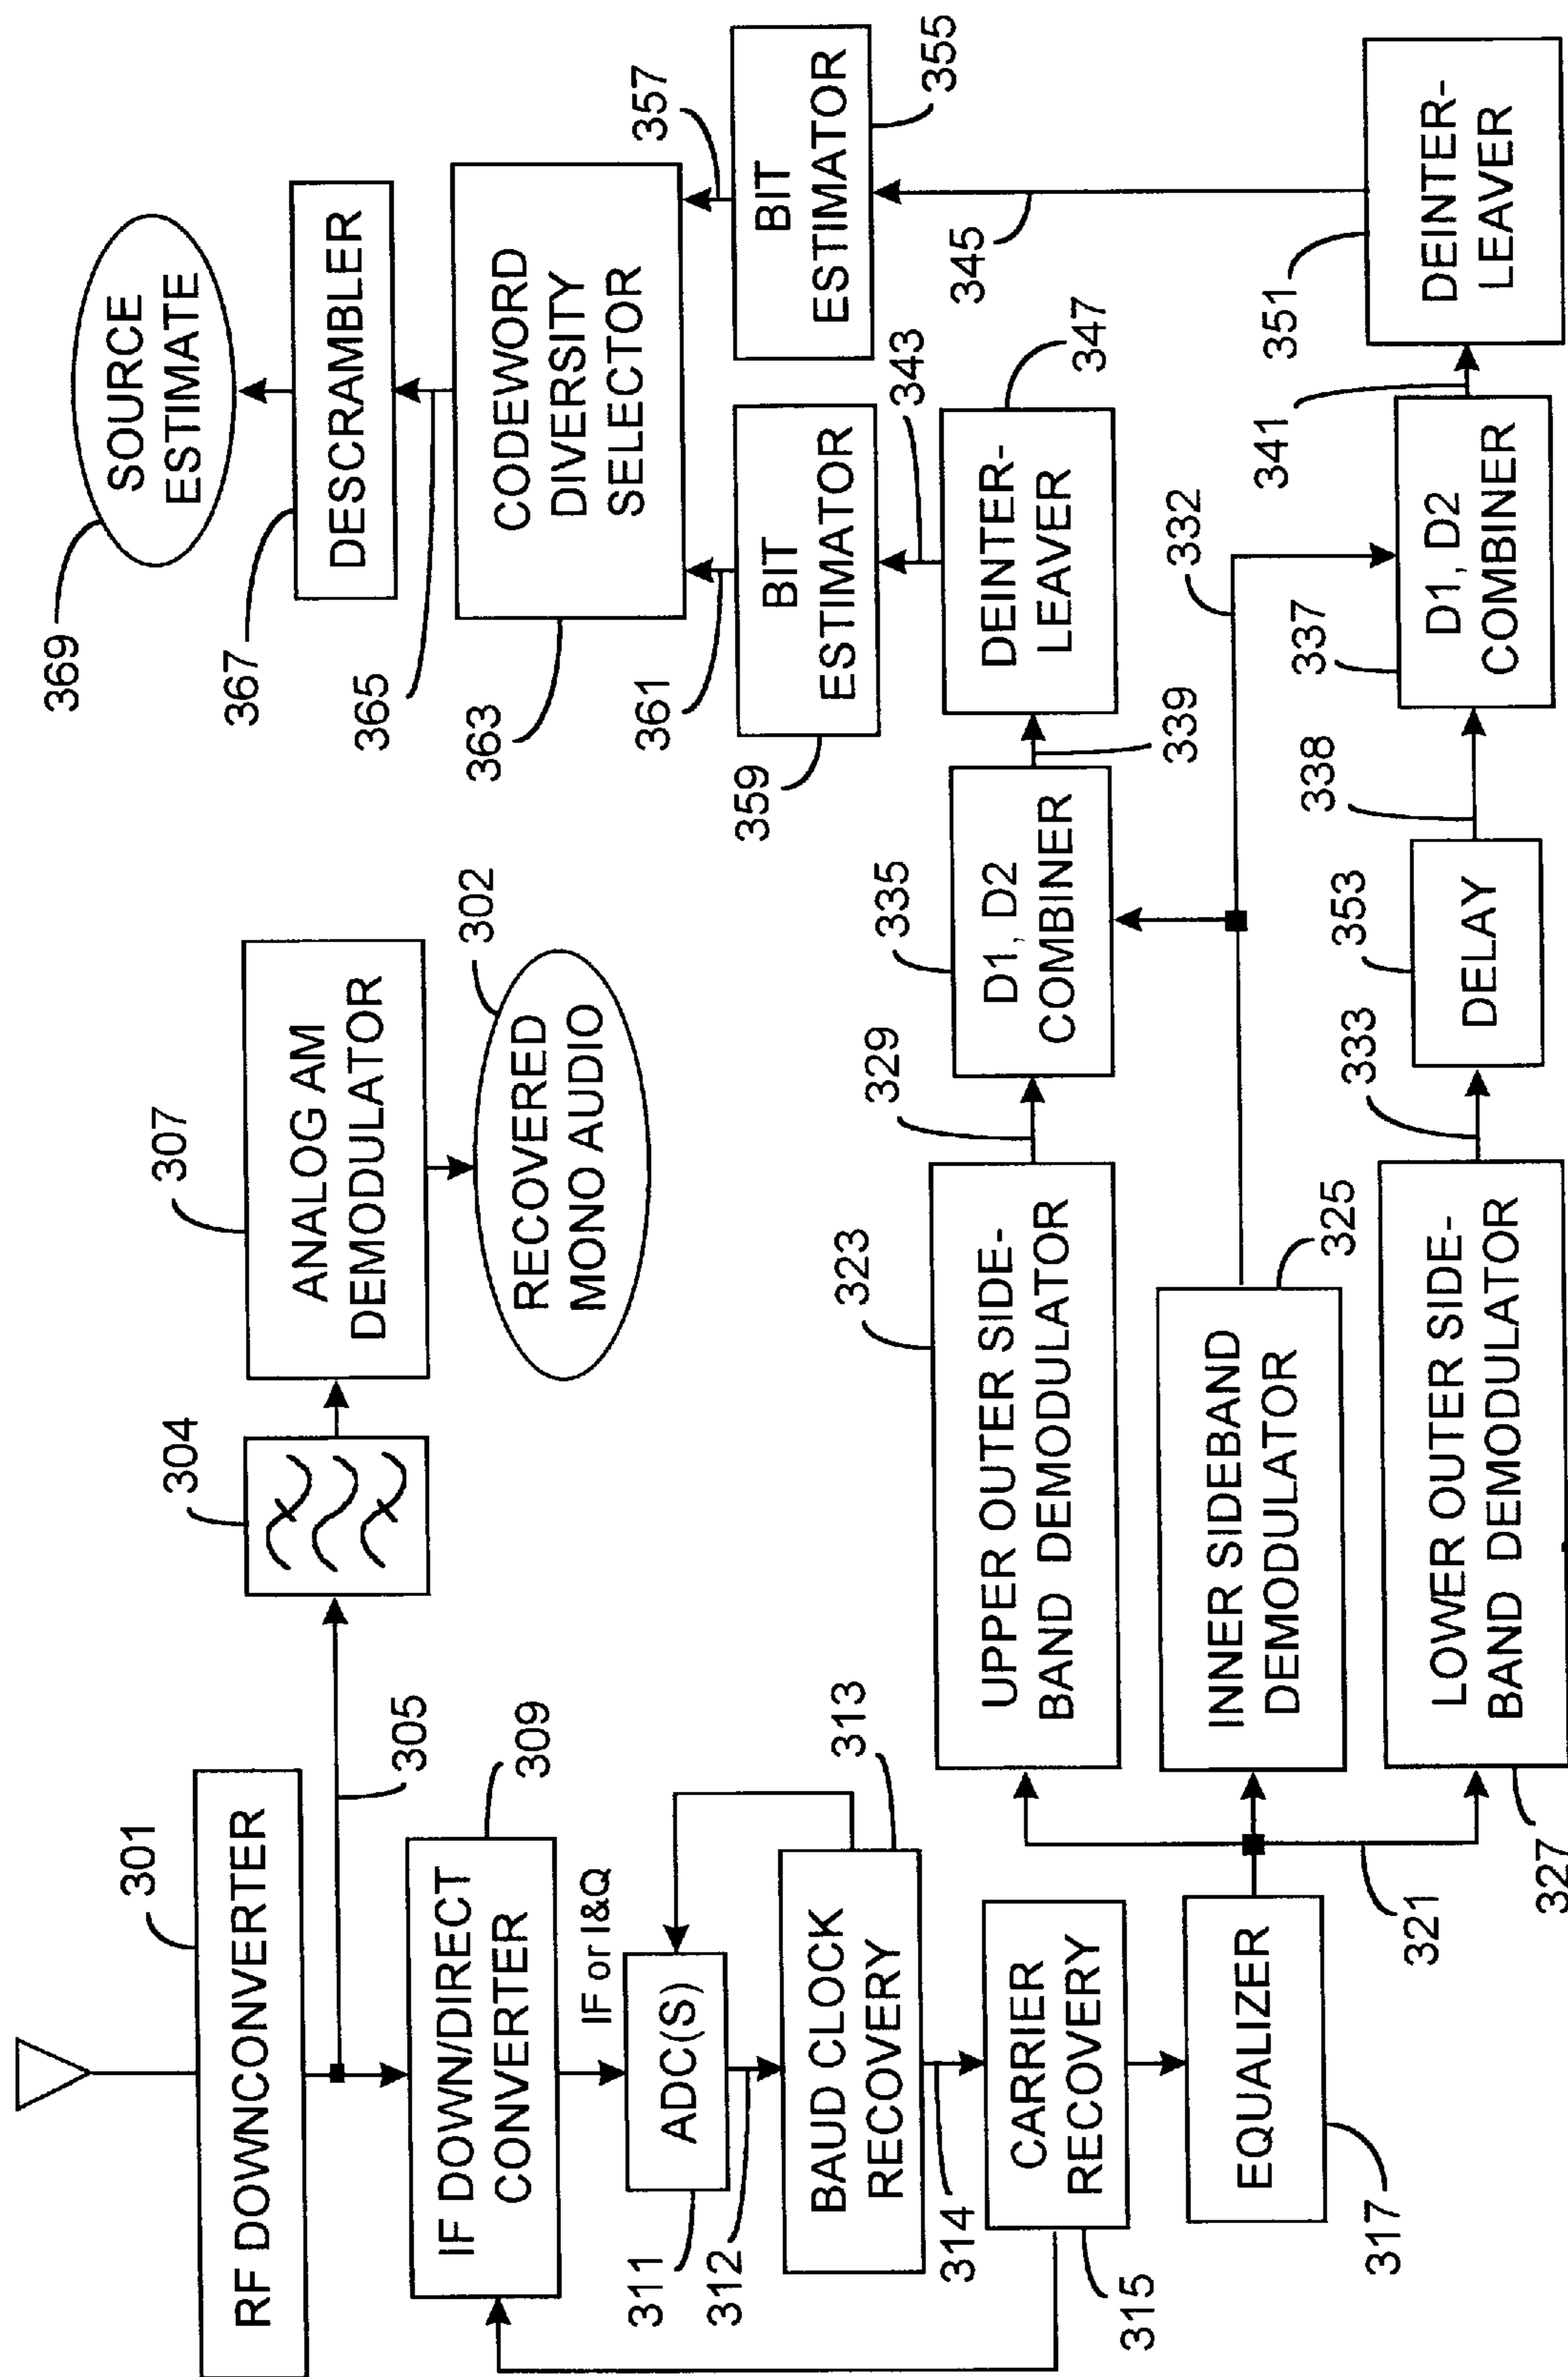 301
RF DOWNCONVERTER
305
304
307
ANALOG AM
DEMODULATOR
302
RECOVERED
MONO AUDIO
309
IF DOWN/DIRECT
CONVERTER
IF or I&Q
311
ADC(S)
312
313
BAUD CLOCK
RECOVERY
314
CARRIER
RECOVERY
315
EQUALIZER
317
321
323
UPPER OUTER SIDE-
BAND DEMODULATOR
325
INNER SIDEBAND
DEMODULATOR
327
LOWER OUTER SIDE-
BAND DEMODULATOR
329
335
D1, D2
COMBINER
339
332
333
353
DELAY
338
337
D1, D2
COMBINER
341
351
DEINTER-
LEAVER
345
347
DEINTER-
LEAVER
343
359
BIT
ESTIMATOR
361
355
BIT
ESTIMATOR
357
363
CODEWORD
DIVERSITY
SELECTOR
365
367
DESCRAMBLER
369
SOURCE
ESTIMATE